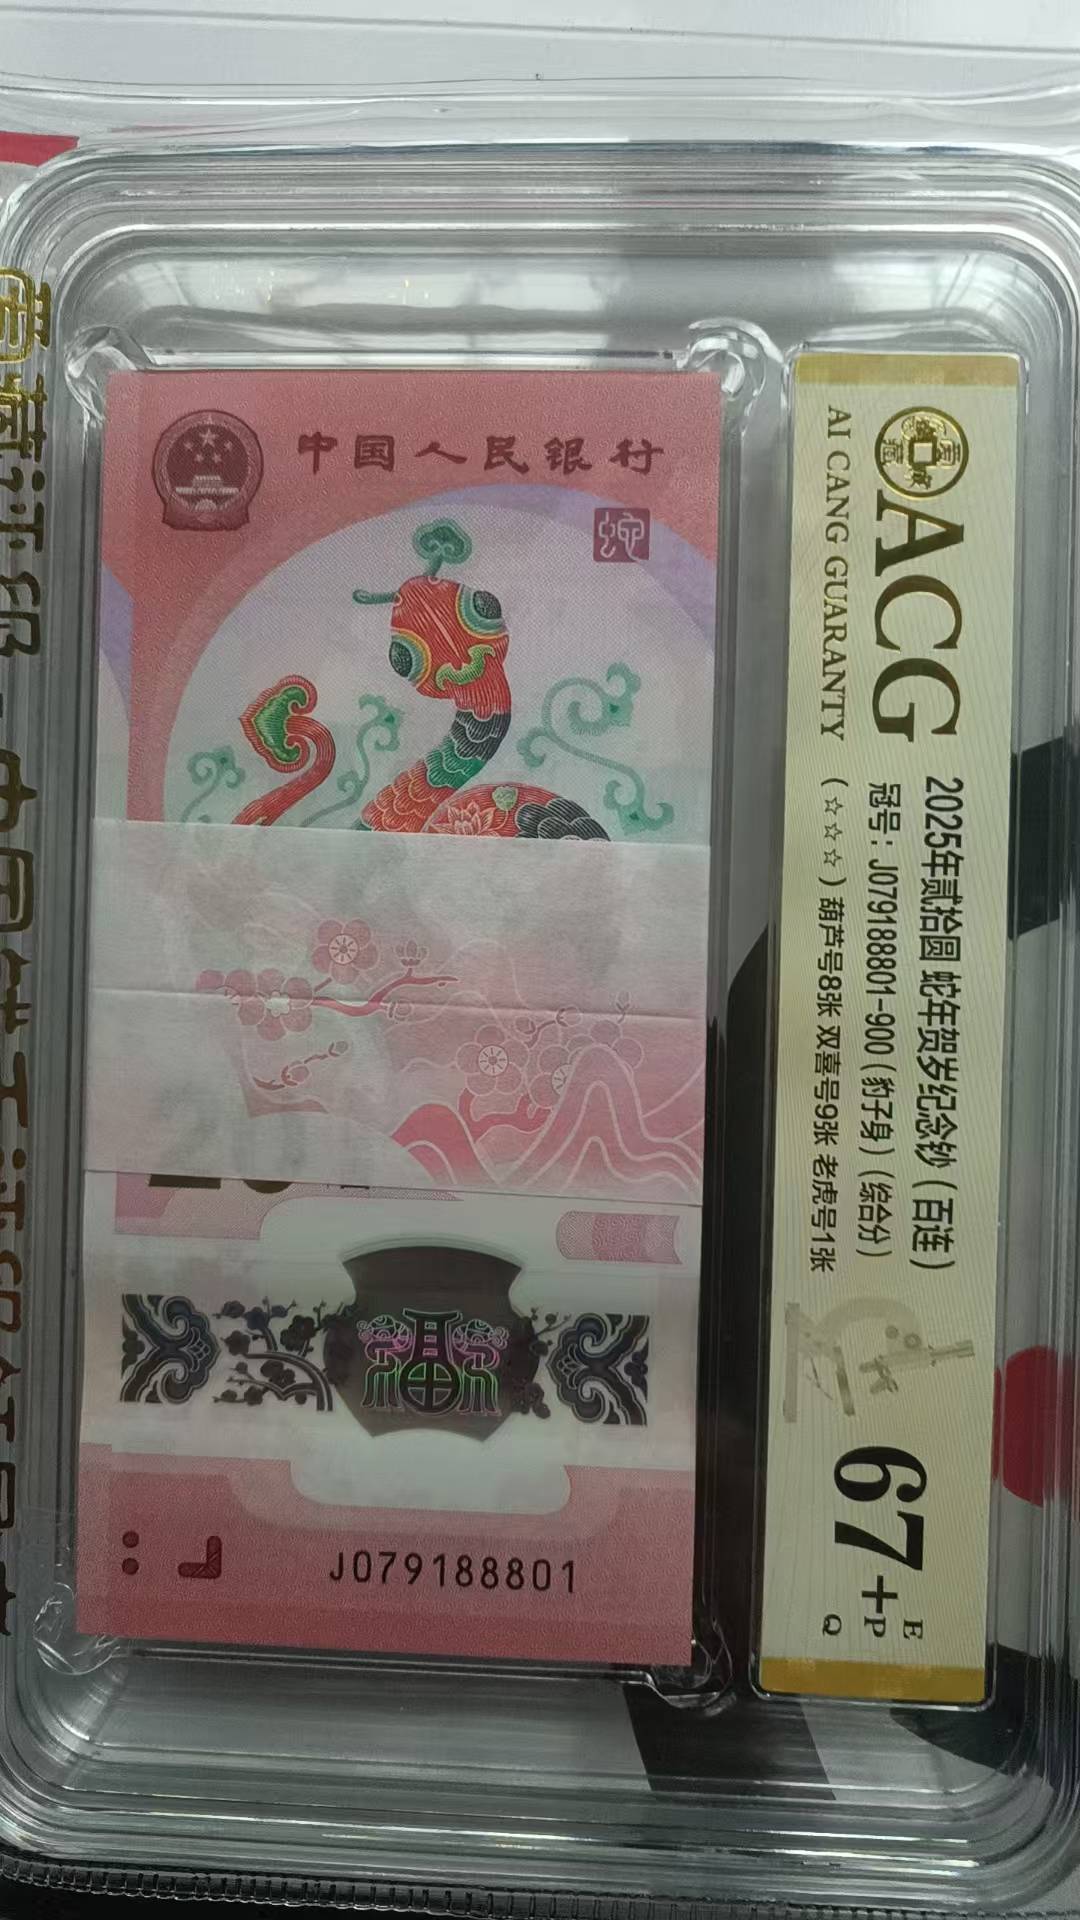 中国人民银行
蛇
J079188801
ACG
AI CANG GUARANTY
2025年贰拾圆 蛇年贺岁纪念钞（百连）
冠号：J079188801-900（豹子身）（综合分）
（☆☆☆）葫芦号8张 双喜号9张 老虎号1张
67+
E
P
Q